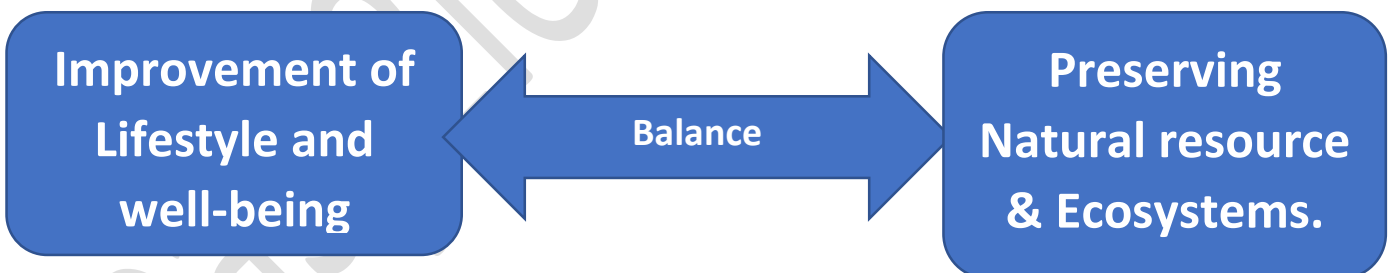 Improvement of
Lifestyle and
well-being
Balance
Preserving
Natural resource
& Ecosystems.